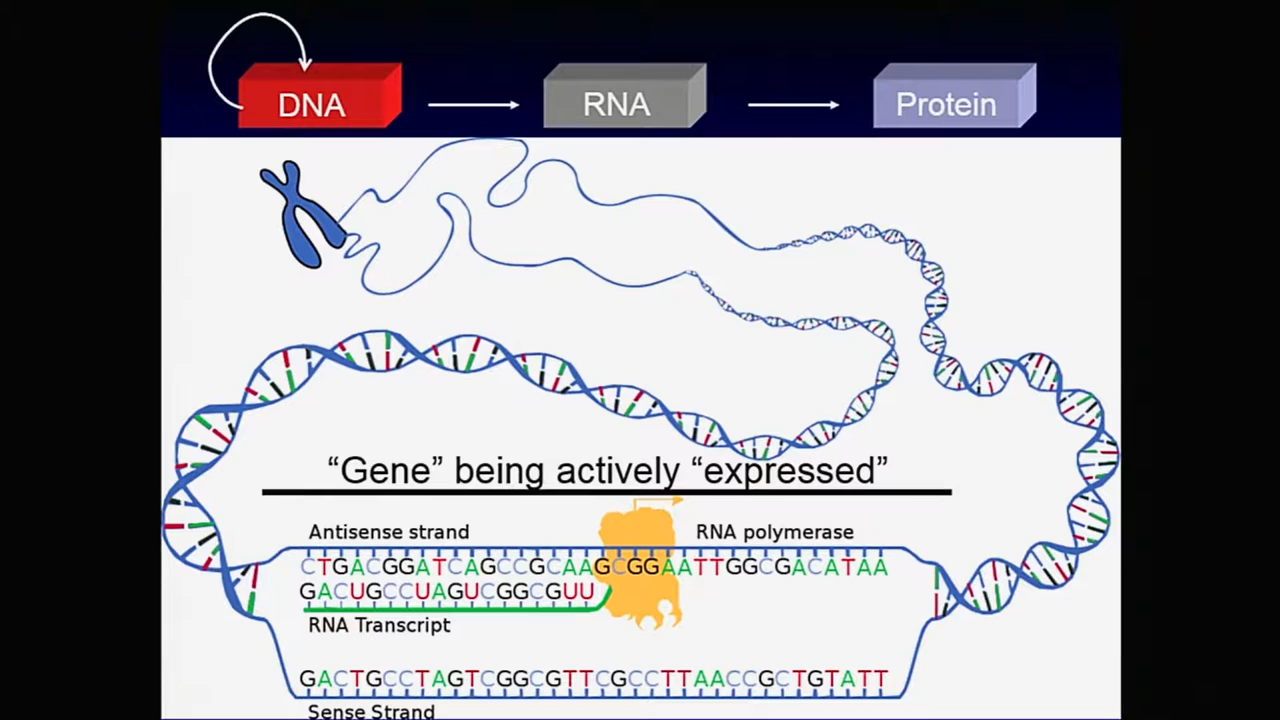 DNA
RNA
Protein
“Gene” being actively “expressed”
Antisense strand
RNA polymerase
CTGACGGATCAGCCGCAAGCGGAATTGGCGACATAA
GACUGCCUAGUCGGCGUU
RNA Transcript
GACTGCCTAGTCGGCGTTCGCCTTAACCGCTGTATT
Sense Strand